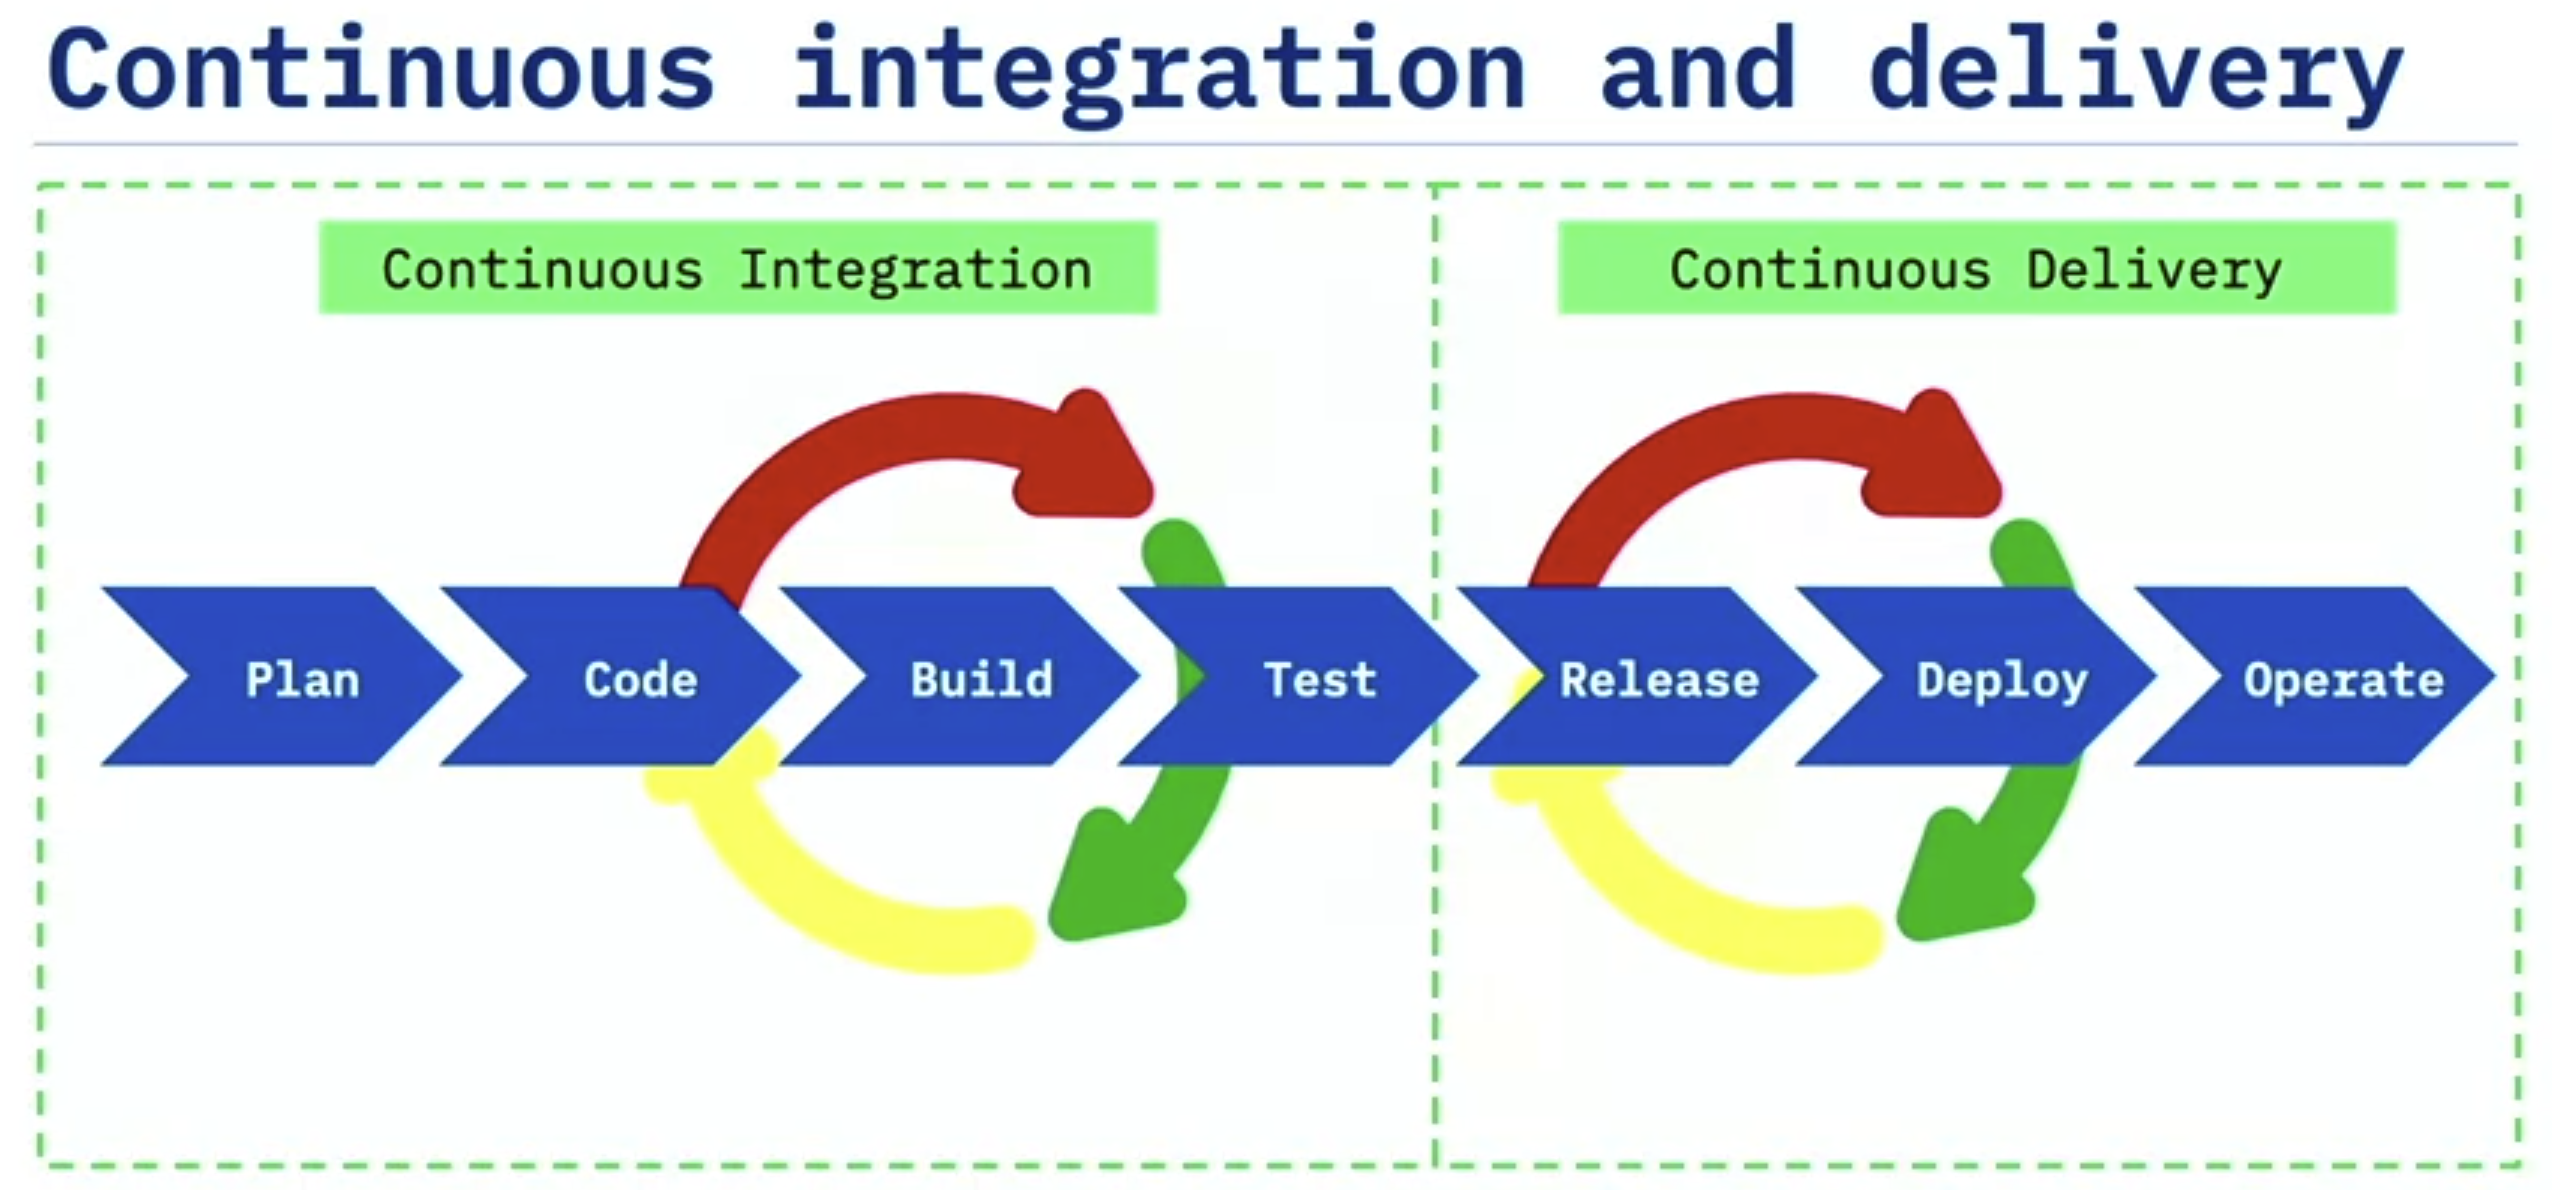 Continuous integration and delivery
Continuous Integration
Continuous Delivery
Plan
Code
Build
Test
Release
Deploy
Operate